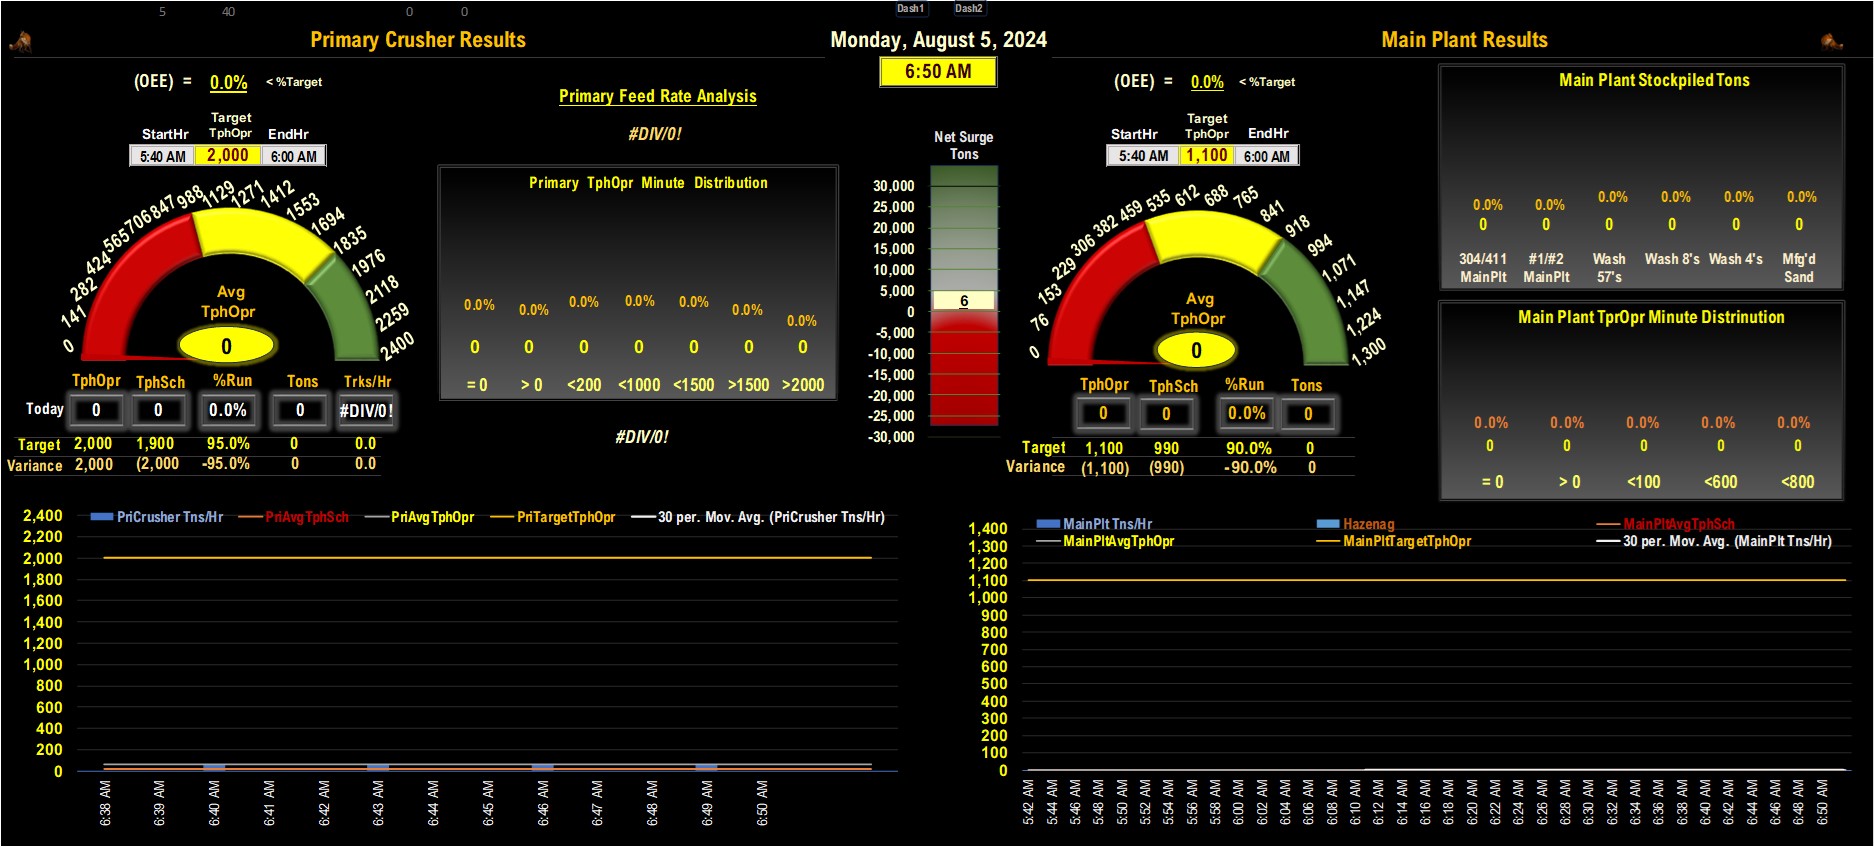 5 40 0 0 Dash1 Dash2
Primary Crusher Results
Monday, August 5, 2024
Main Plant Results
6:50 AM
(OEE) = 0.0% < %Target
Target
StartHr TphOpr EndHr
5:40 AM 2,000 6:00 AM
0 141 282 424 565 706 847 988 1129 1271 1412 1553 1694 1835 1976 2118 2259 2400
Avg
TphOpr
0
TphOpr TphSch %Run Tons Trks/Hr
Today 0 0 0.0% 0 #DIV/0!
Target 2,000 1,900 95.0% 0 0.0
Variance 2,000 (2,000 -95.0% 0 0.0
Primary Feed Rate Analysis
#DIV/0!
Primary TphOpr Minute Distribution
0.0% 0.0% 0.0% 0.0% 0.0% 0.0% 0.0%
0 0 0 0 0 0 0
= 0 > 0 <200 <1000 <1500 >1500 >2000
#DIV/0!
Net Surge
Tons
30,000
25,000
20,000
15,000
10,000
5,000
6
0
-5,000
-10,000
-15,000
-20,000
-25,000
-30,000
(OEE) = 0.0% < %Target
Target
StartHr TphOpr EndHr
5:40 AM 1,100 6:00 AM
0 76 153 229 306 382 459 535 612 688 765 841 918 994 1,071 1,147 1,224 1,300
Avg
TphOpr
0
TphOpr TphSch %Run Tons
0 0 0.0% 0
Target 1,100 990 90.0% 0
Variance (1,100) (990) -90.0% 0
Main Plant Stockpiled Tons
0.0% 0.0% 0.0% 0.0% 0.0% 0.0%
0 0 0 0 0 0
304/411 #1/#2 Wash Wash 8's Wash 4's Mfg'd
MainPlt MainPlt 57's Sand
Main Plant TprOpr Minute Distrinution
0.0% 0.0% 0.0% 0.0% 0.0%
0 0 0 0 0
= 0 > 0 <100 <600 <800
PriCrusher Tns/Hr PriAvgTphSch PriAvgTphOpr PriTargetTphOpr 30 per. Mov. Avg. (PriCrusher Tns/Hr)
2,400
2,200
2,000
1,800
1,600
1,400
1,200
1,000
800
600
400
200
0
6:38 AM 6:39 AM 6:40 AM 6:41 AM 6:42 AM 6:43 AM 6:44 AM 6:45 AM 6:46 AM 6:47 AM 6:48 AM 6:49 AM 6:50 AM
MainPlt Tns/Hr Hazenag MainPltAvgTphSch
MainPltAvgTphOpr MainPltTargetTphOpr 30 per. Mov. Avg. (MainPlt Tns/Hr)
1,400
1,300
1,200
1,100
1,000
900
800
700
600
500
400
300
200
100
0
5:42 AM 5:44 AM 5:46 AM 5:48 AM 5:50 AM 5:52 AM 5:54 AM 5:56 AM 5:58 AM 6:00 AM 6:02 AM 6:04 AM 6:06 AM 6:08 AM 6:10 AM 6:12 AM 6:14 AM 6:16 AM 6:18 AM 6:20 AM 6:22 AM 6:24 AM 6:26 AM 6:28 AM 6:30 AM 6:32 AM 6:34 AM 6:36 AM 6:38 AM 6:40 AM 6:42 AM 6:44 AM 6:46 AM 6:48 AM 6:50 AM